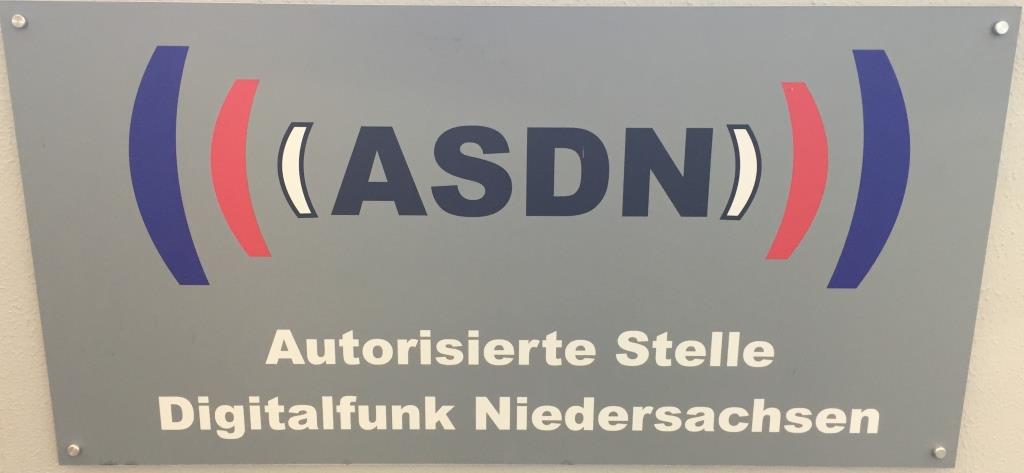 ASDN
Autorisierte Stelle
Digitalfunk Niedersachsen